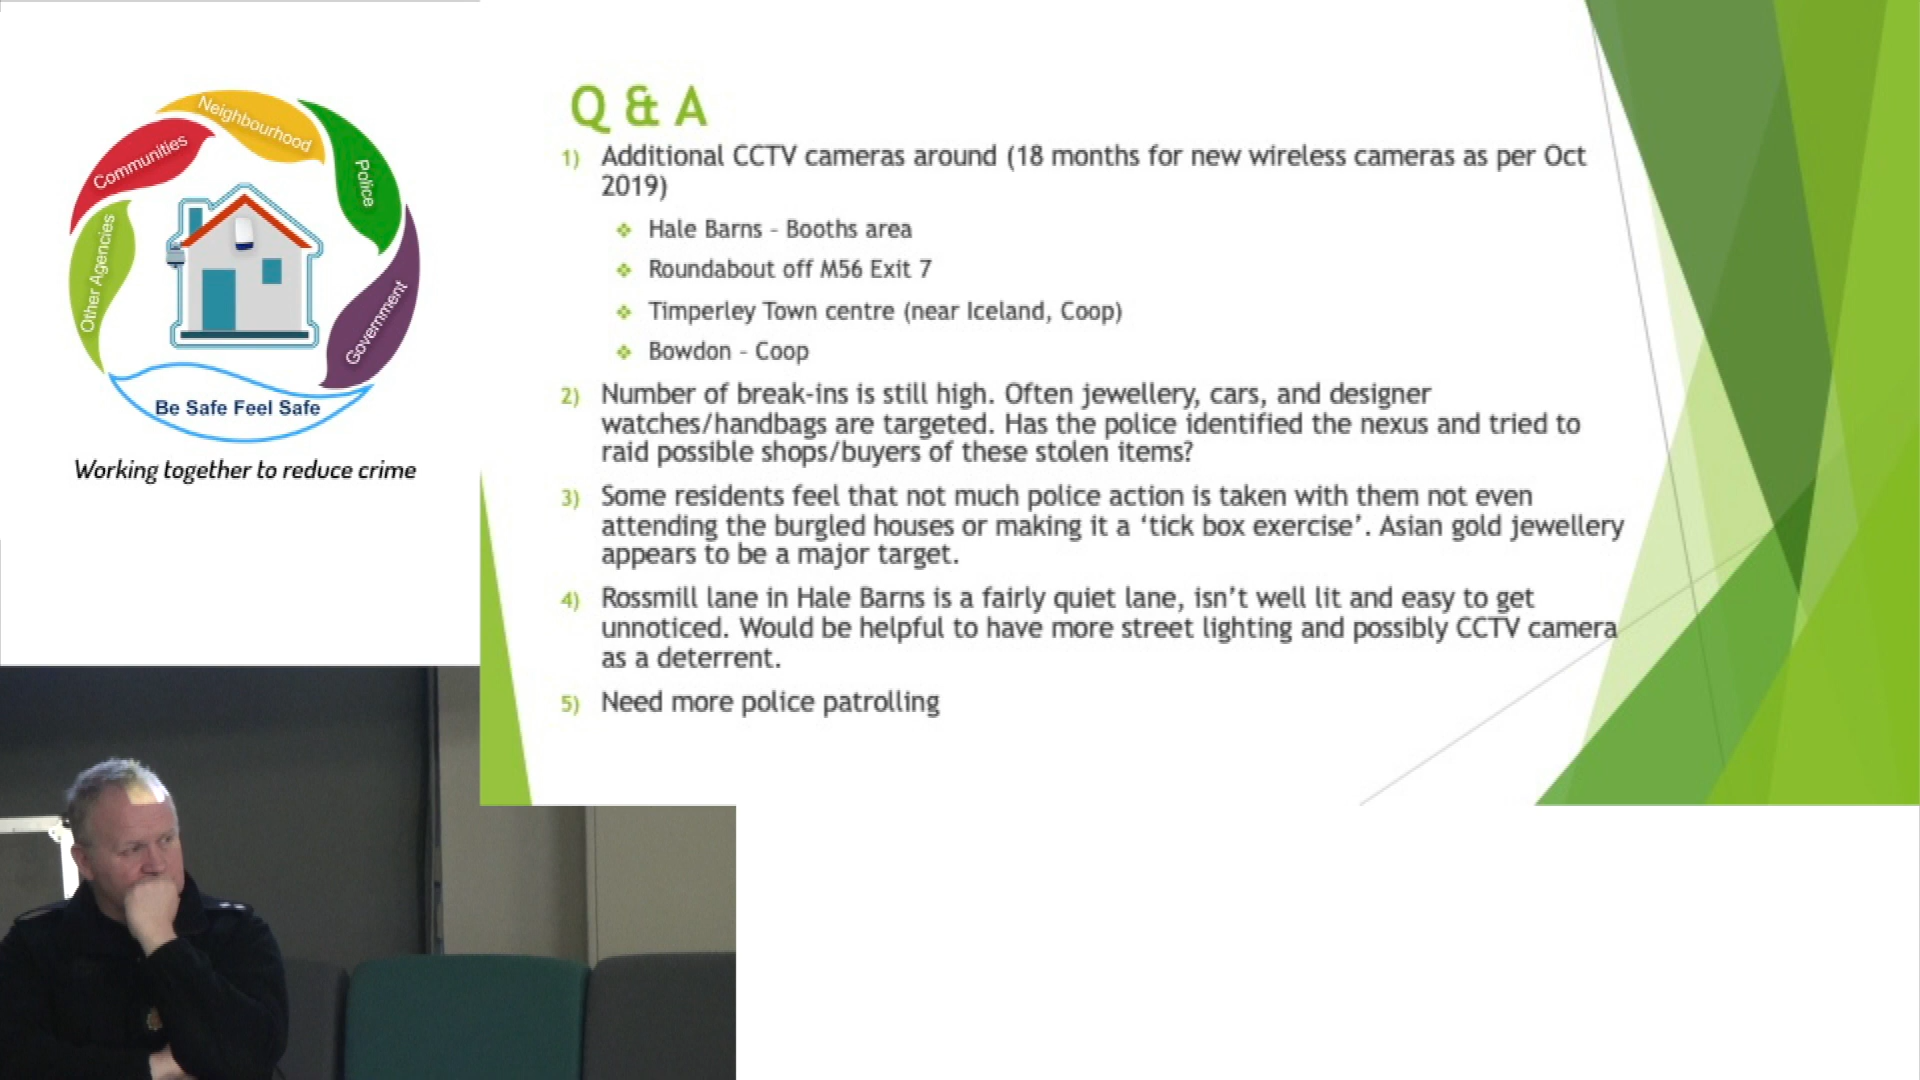 Neighbourhood
Communities
Police
Other Agencies
Government
Be Safe Feel Safe
Working together to reduce crime
Q & A
1) Additional CCTV cameras around (18 months for new wireless cameras as per Oct
2019)
❖ Hale Barns - Booths area
❖ Roundabout off M56 Exit 7
❖ Timperley Town centre (near Iceland, Coop)
❖ Bowdon - Coop
2) Number of break-ins is still high. Often jewellery, cars, and designer
watches/handbags are targeted. Has the police identified the nexus and tried to
raid possible shops/buyers of these stolen items?
3) Some residents feel that not much police action is taken with them not even
attending the burgled houses or making it a ‘tick box exercise’. Asian gold jewellery
appears to be a major target.
4) Rossmill lane in Hale Barns is a fairly quiet lane, isn’t well lit and easy to get
unnoticed. Would be helpful to have more street lighting and possibly CCTV camera
as a deterrent.
5) Need more police patrolling